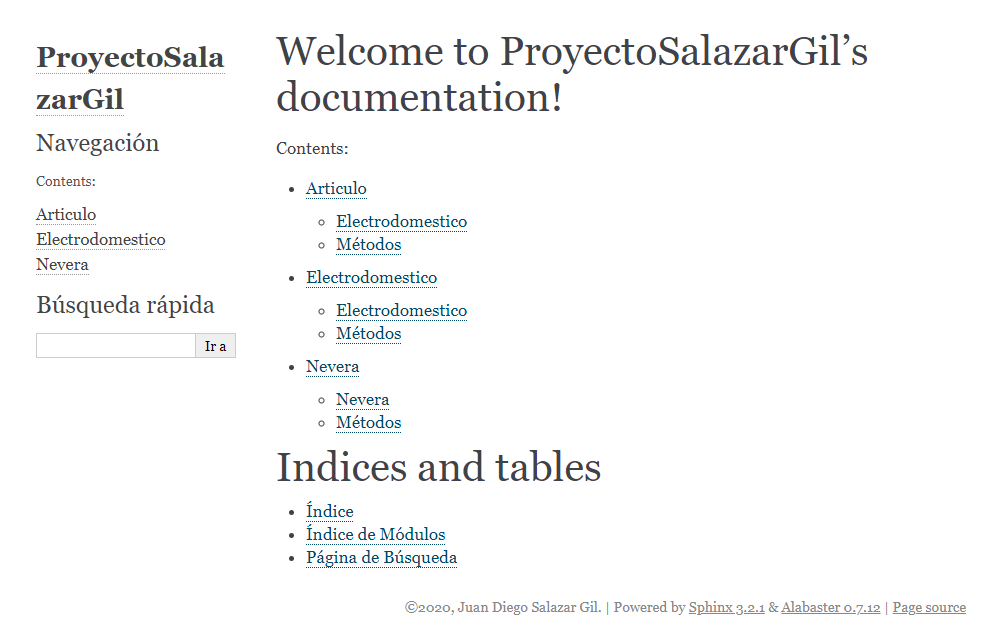 ProyectoSala
zarGil
Navegación
Contents:
Articulo
Electrodomestico
Nevera
Búsqueda rápida
Ir a
Welcome to ProyectoSalazarGil’s
documentation!
Contents:
Articulo
Electrodomestico
Métodos
Electrodomestico
Electrodomestico
Métodos
Nevera
Nevera
Métodos
Indices and tables
Índice
Índice de Módulos
Página de Búsqueda
©2020, Juan Diego Salazar Gil. | Powered by Sphinx 3.2.1 & Alabaster 0.7.12 | Page source